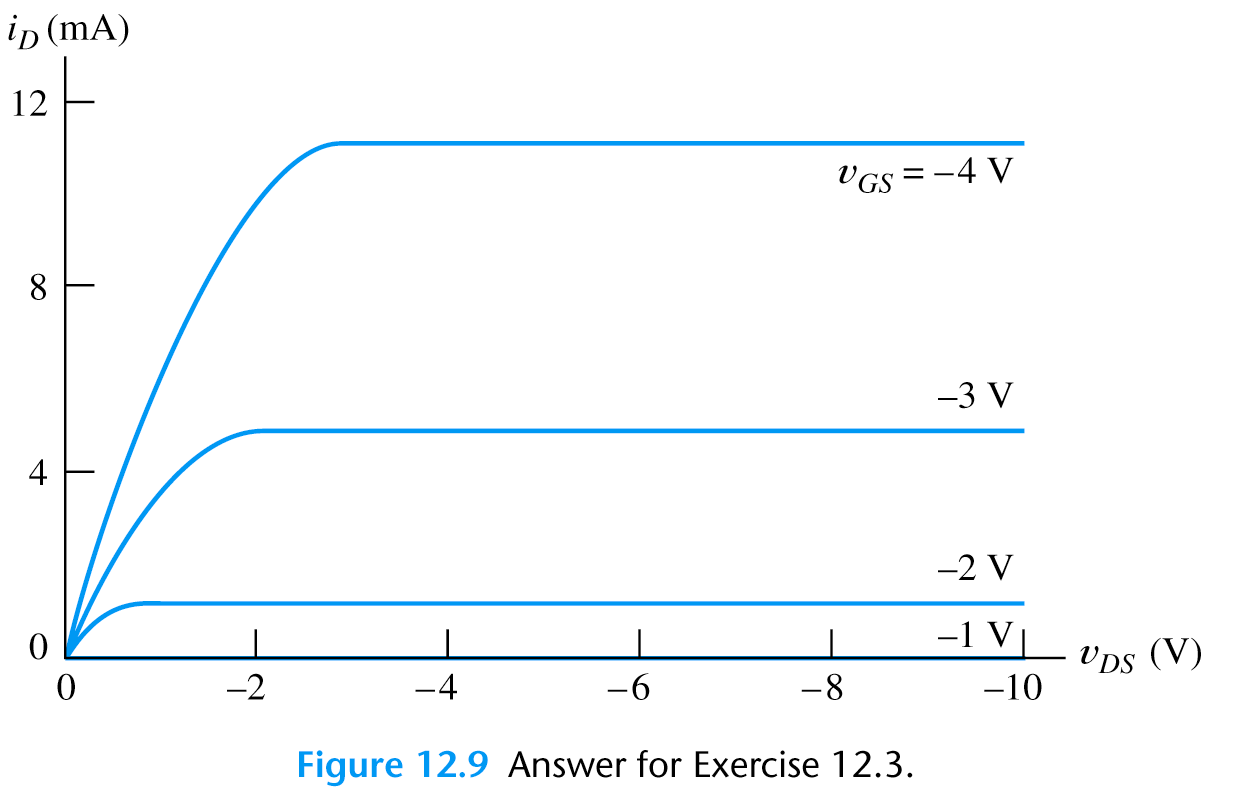 i_D (mA)
12
v_GS = –4 V
8
–3 V
4
–2 V
–1 V
0
v_DS (V)
0 –2 –4 –6 –8 –10
Figure 12.9 Answer for Exercise 12.3.